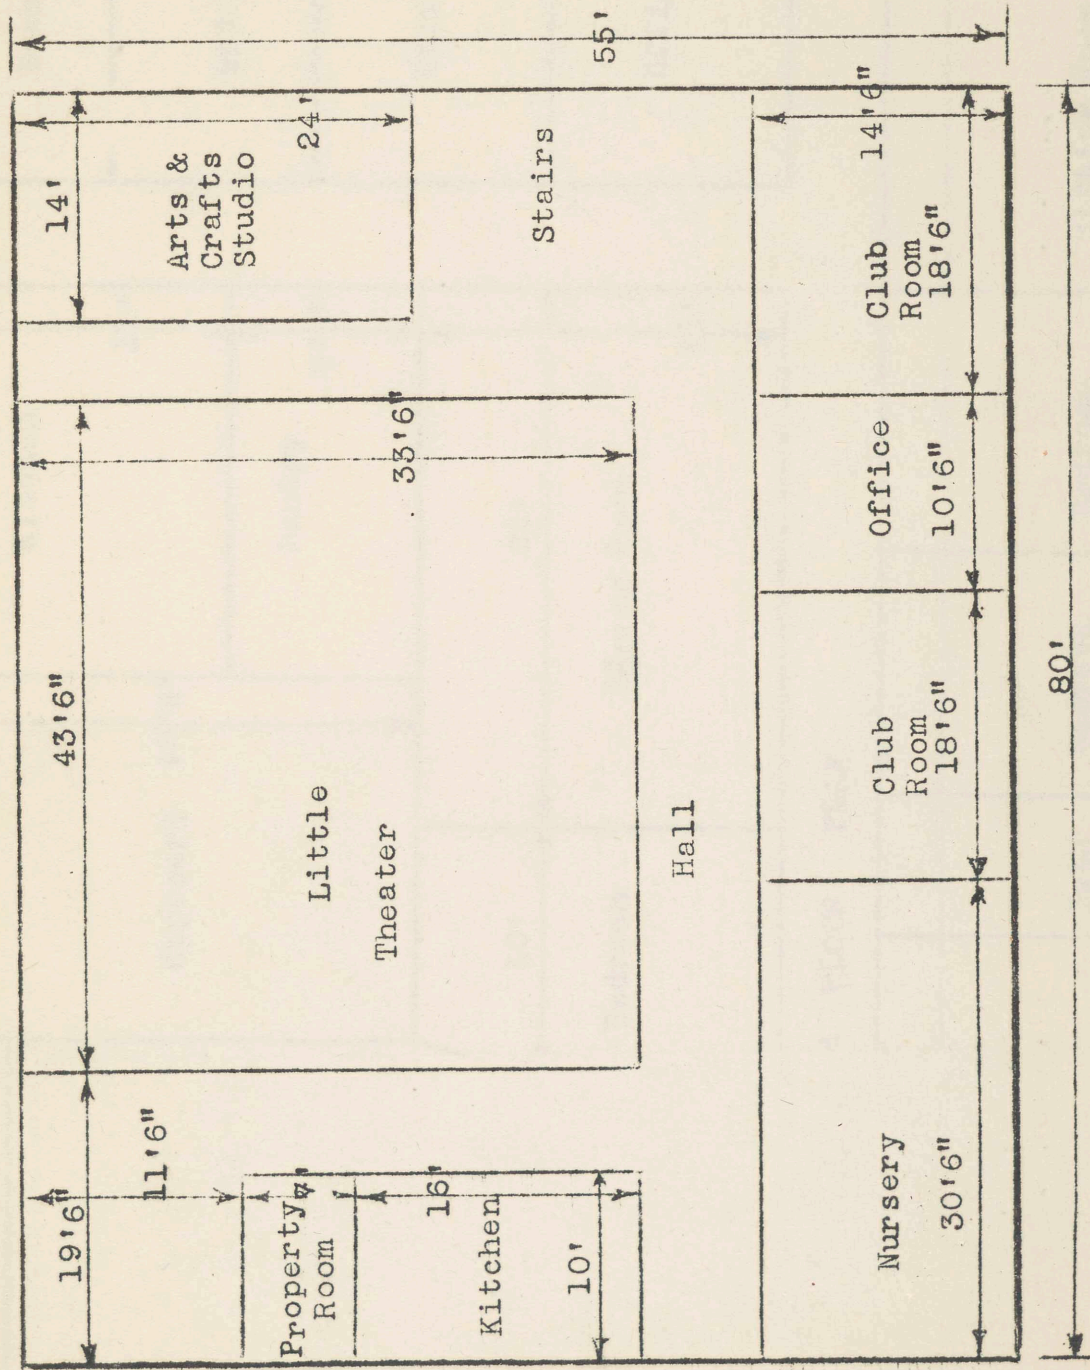 55'
14'
24'
Arts &
Crafts
Studio
Stairs
14'6"
Club
Room
18'6"
43'6"
33'6"
Office
10'6"
Little
Theater
Hall
Club
Room
18'6"
80'
19'6"
11'6"
Property
Room
16'
Kitchen
10'
Nursery
30'6"